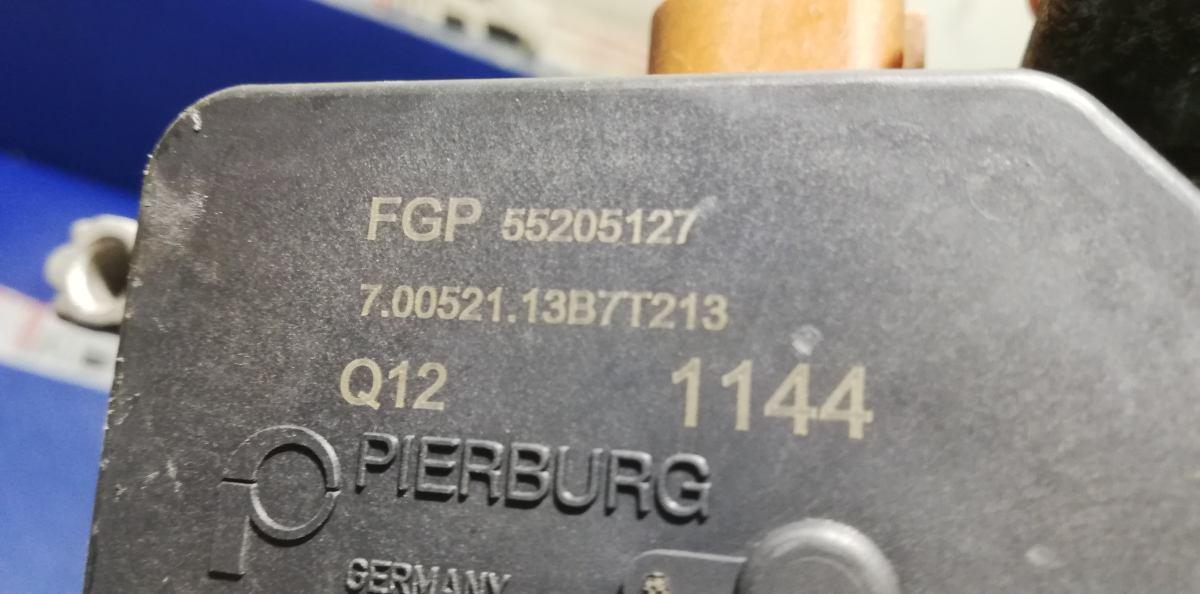 FGP 55205127
7.00521.13B7T213
Q12 1144
PIERBURG
GERMANY